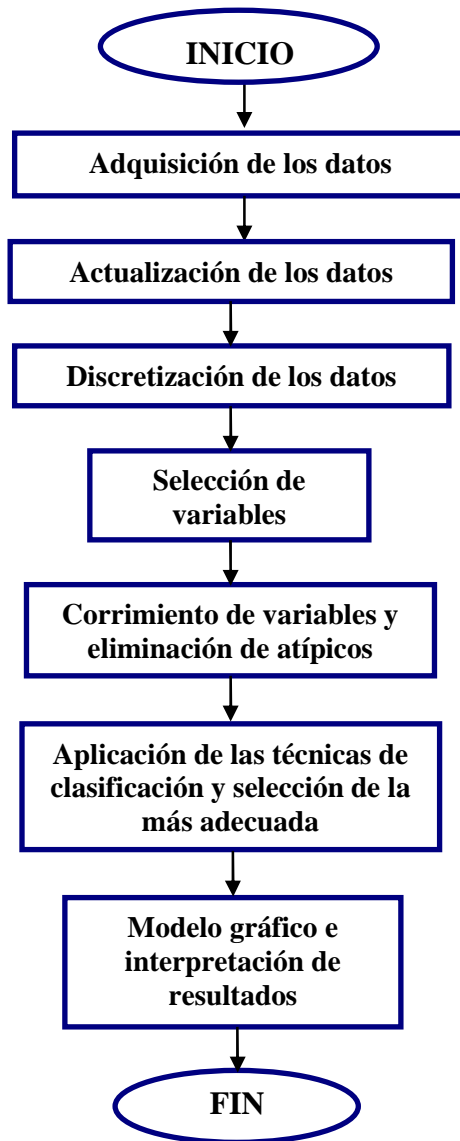 INICIO
Adquisición de los datos
Actualización de los datos
Discretización de los datos
Selección de
variables
Corrimiento de variables y
eliminación de atípicos
Aplicación de las técnicas de
clasificación y selección de la
más adecuada
Modelo gráfico e
interpretación de
resultados
FIN